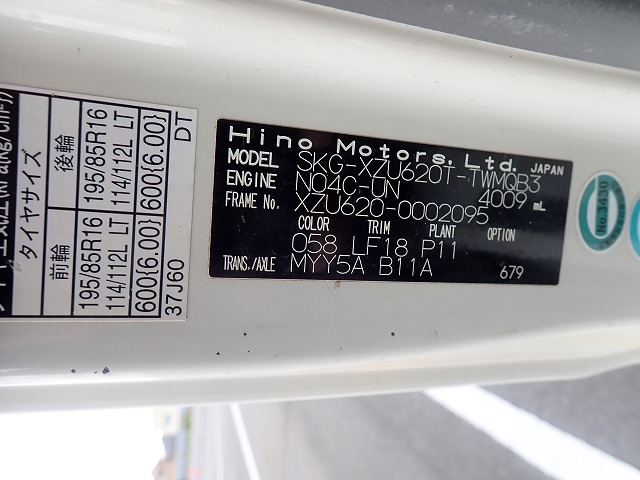 Hino Motors, Ltd. JAPAN
MODEL SKG-XZU620T-TWMQB3
ENGINE N04C-UN 4009 mL
FRAME No. XZU620-0002095
COLOR TRIM PLANT OPTION
058 LF18 P11
TRANS./AXLE MYY5A B11A 679
タイヤサイズ
前輪 後輪
195/85R16 195/85R16
114/112L LT 114/112L LT
600{6.00} 600{6.00}
37J60 DT
No.3430